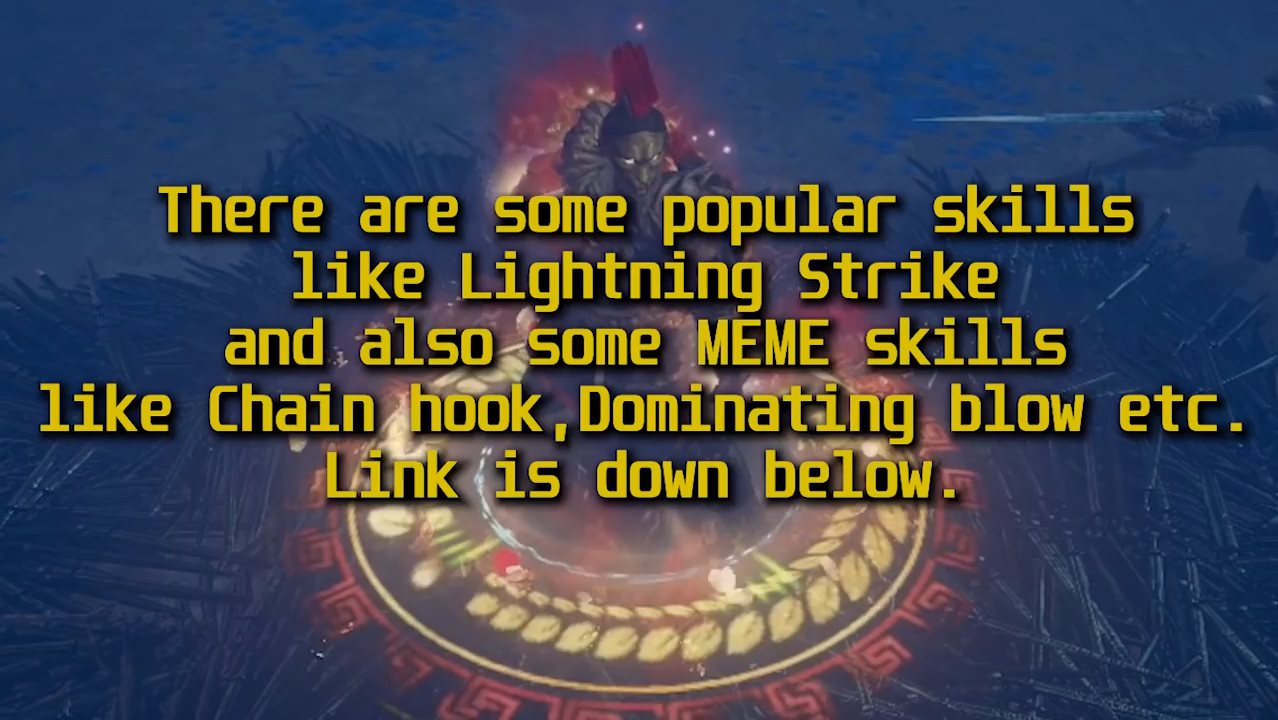 There are some popular skills
like Lightning Strike
and also some MEME skills
like Chain hook,Dominating blow etc.
Link is down below.